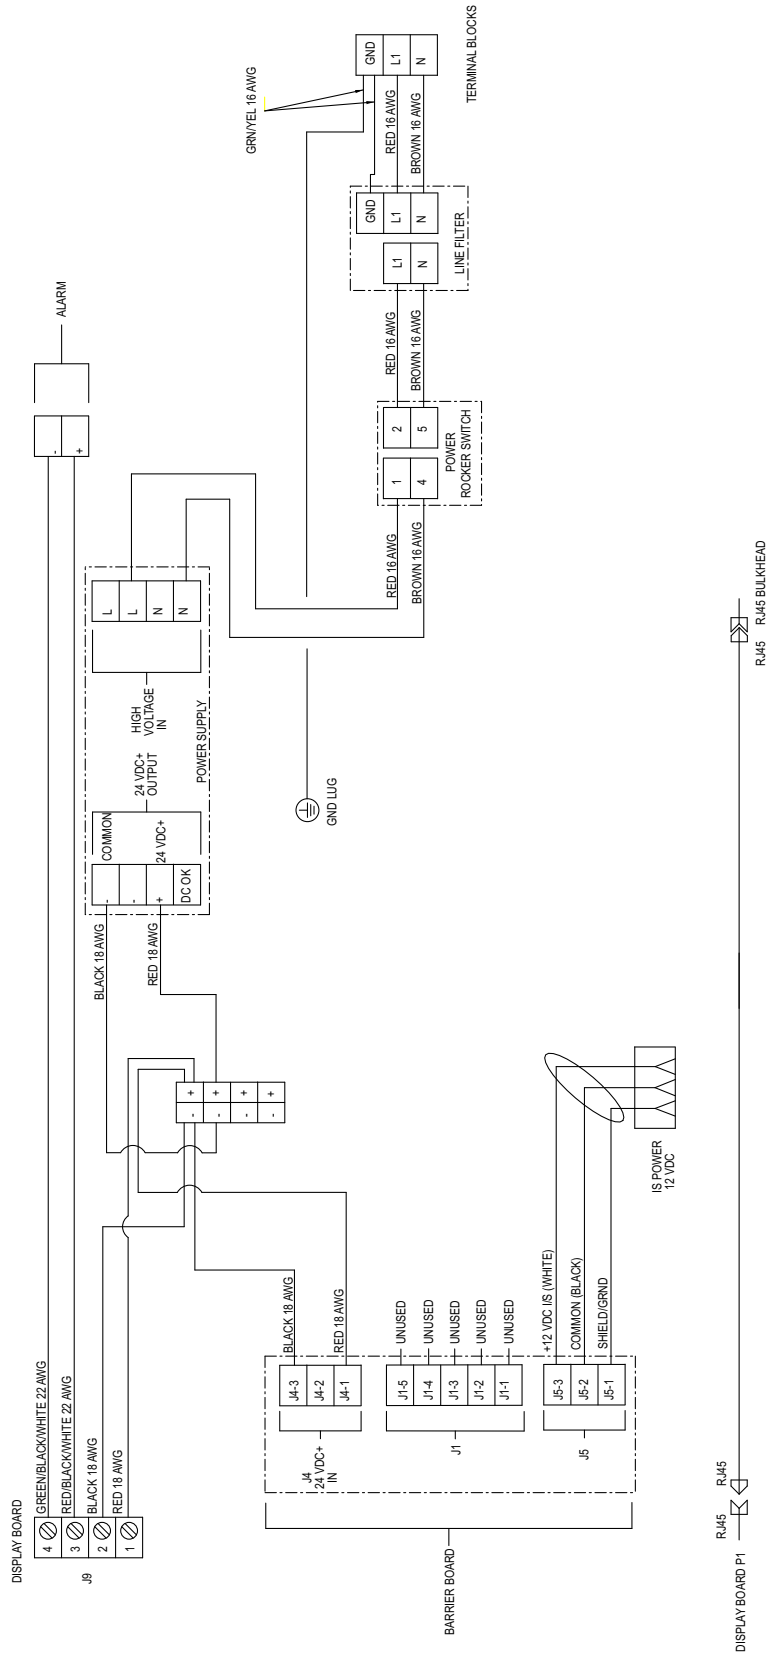 DISPLAY BOARD
J9
4
3
2
1
GREEN/BLACK/WHITE 22 AWG
RED/BLACK/WHITE 22 AWG
BLACK 18 AWG
RED 18 AWG
-
+
ALARM
BLACK 18 AWG
RED 18 AWG
-
-
+
DC OK
COMMON
24 VDC+
24 VDC+
OUTPUT
HIGH
VOLTAGE
IN
POWER SUPPLY
L
L
N
N
- +
- +
- +
- +
GND LUG
GRN/YEL 16 AWG
BARRIER BOARD
J4
24 VDC+
IN
J4-3
J4-2
J4-1
BLACK 18 AWG
RED 18 AWG
J1
J1-5
J1-4
J1-3
J1-2
J1-1
UNUSED
UNUSED
UNUSED
UNUSED
UNUSED
J5
J5-3
J5-2
J5-1
+12 VDC I/S (WHITE)
COMMON (BLACK)
SHIELD/GRND
IS POWER
12 VDC
RED 16 AWG
BROWN 16 AWG
1
4
2
5
POWER
ROCKER SWITCH
RED 16 AWG
BROWN 16 AWG
L1
N
GND
L1
N
LINE FILTER
RED 16 AWG
BROWN 16 AWG
GND
L1
N
TERMINAL BLOCKS
DISPLAY BOARD P1
RJ45
RJ45
RJ45
RJ45 BULKHEAD